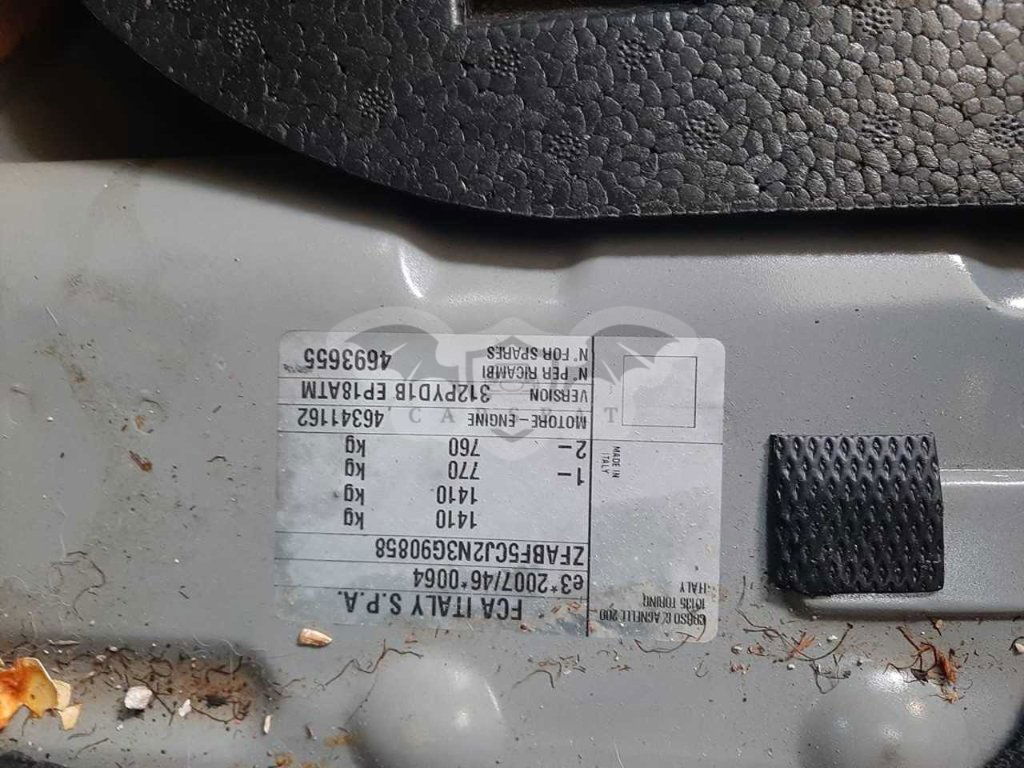 FCA ITALY S.P.A.
e3*2007/46*0064
ZFABF5CJ2N3G90858
1410 kg
1410 kg
1– 770 kg
2– 760 kg
MOTORE–ENGINE 46341162
VERSION 312PYD1B EP18ATM
N° PER RICAMBI
N° FOR SPARES 4693655
CORSO G. AGNELLI 200
10135 TORINO
ITALY
MADE IN
ITALY